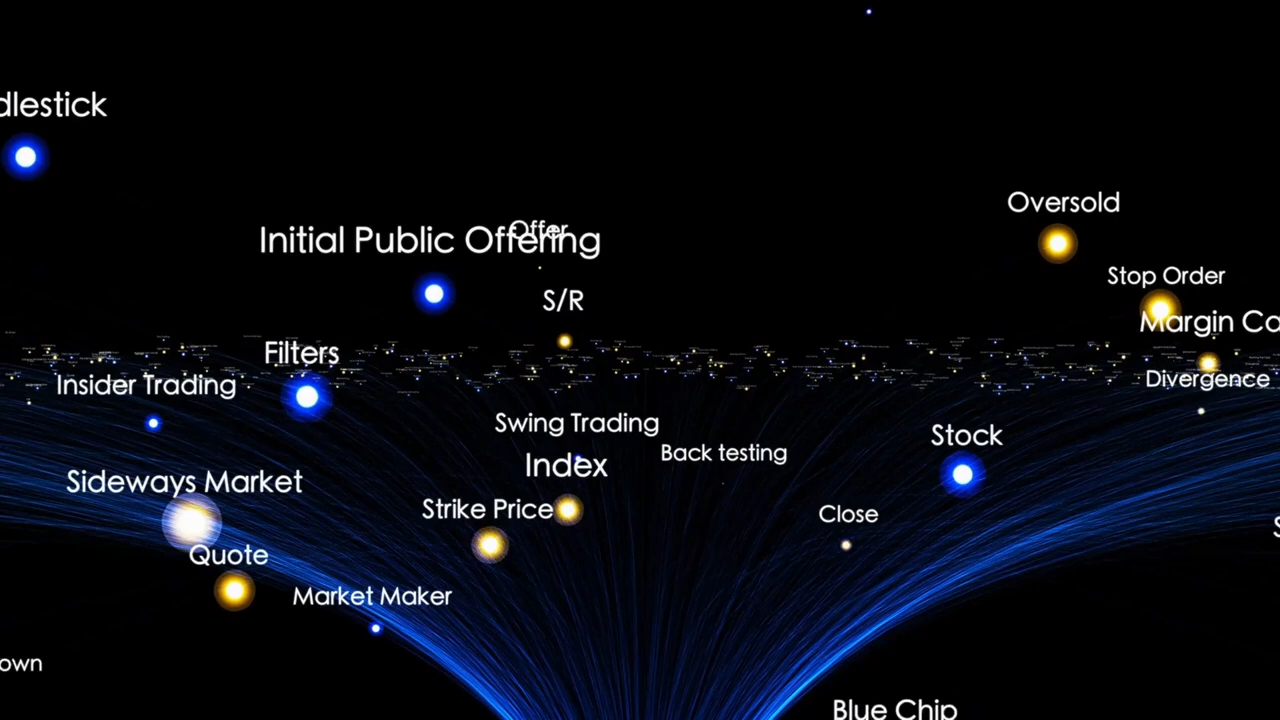 dlestick
Oversold
Offer
Initial Public Offering
Stop Order
S/R
Margin Ca
Filters
Divergence
Insider Trading
Swing Trading
Stock
Back testing
Index
Sideways Market
Strike Price
Close
Quote
Market Maker
own
Blue Chip